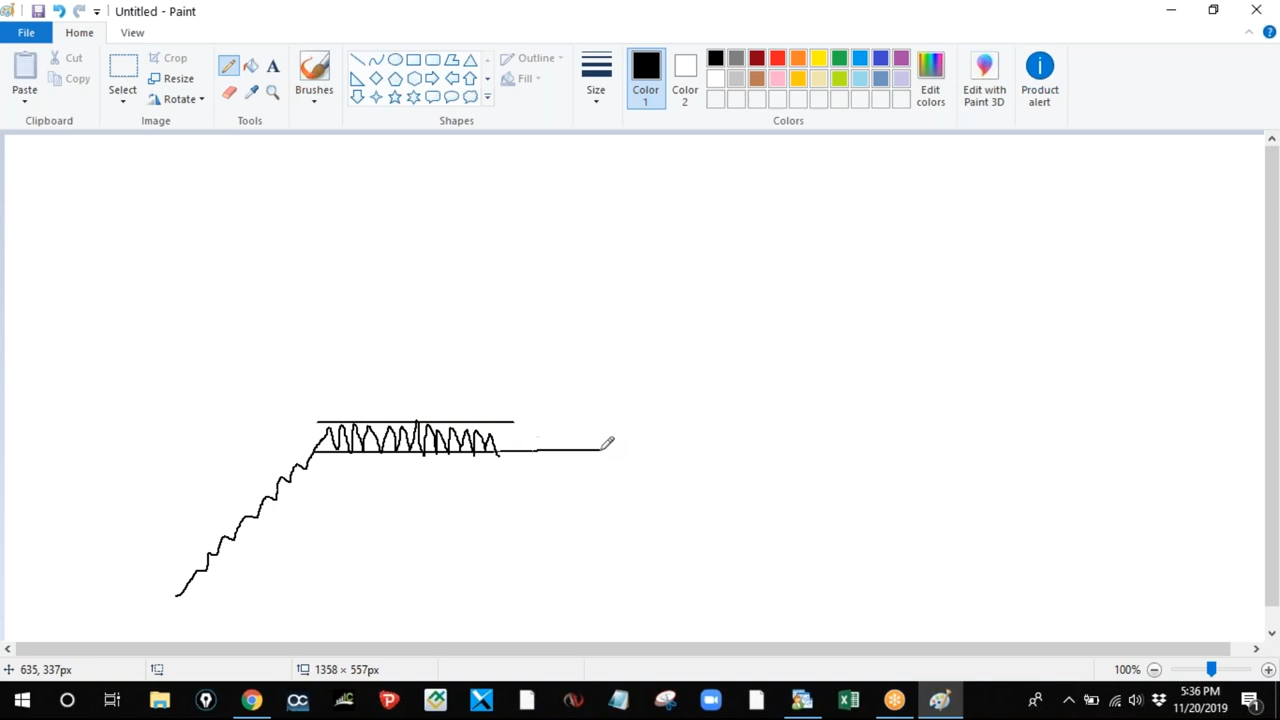 Untitled - Paint
File
Home
View
Paste
Cut
Copy
Clipboard
Select
Crop
Resize
Rotate
Image
A
Tools
Brushes
Shapes
Outline
Fill
Size
Color
1
Color
2
Edit
colors
Colors
Edit with
Paint 3D
Product
alert
635, 337px
1358 × 557px
100%
5:36 PM
11/20/2019